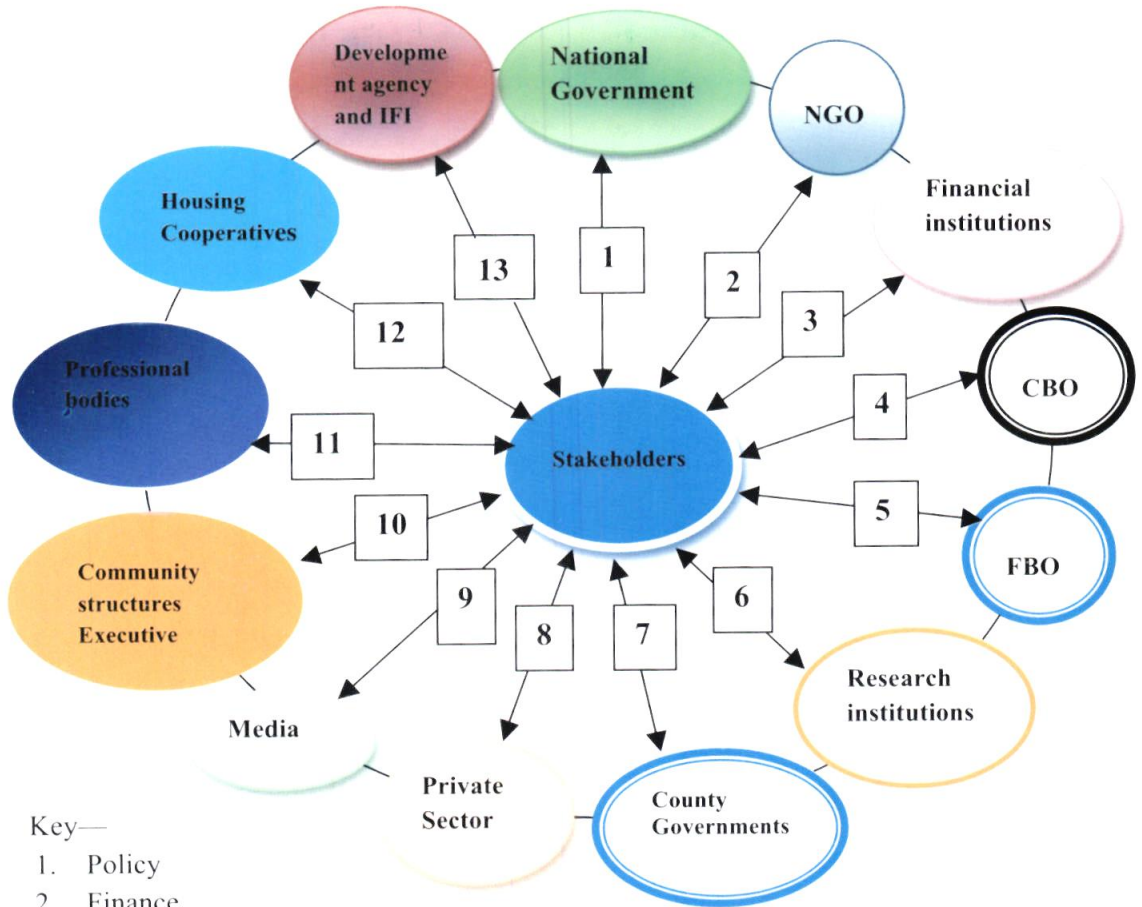 Developme
nt agency
and IFI
National
Government
NGO
Financial
institutions
Housing
Cooperatives
13
1
2
3
12
Professional
bodies
CBO
4
11
Stakeholders
5
10
FBO
Community
structures
Executive
9
8
7
6
Research
institutions
Media
Private
Sector
County
Governments
Key—
1. Policy
2. Finance